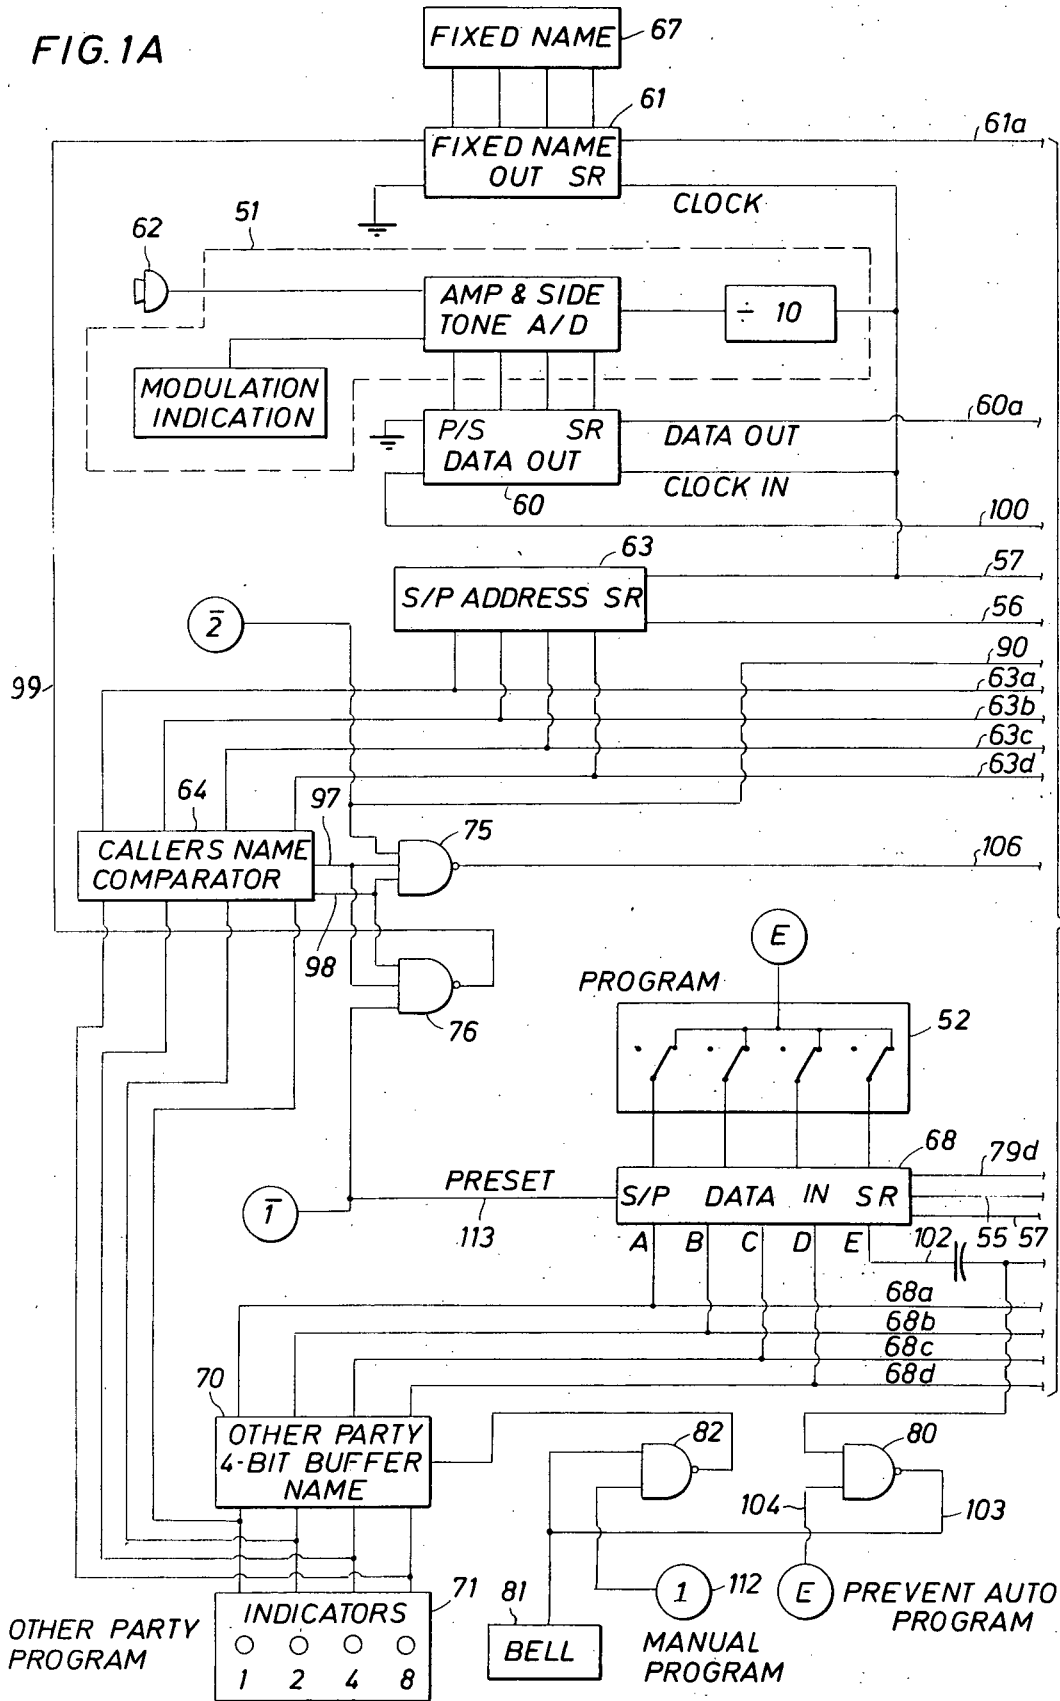 FIG.1A
FIXED NAME
67
61
FIXED NAME
OUT SR
61a
CLOCK
62
51
AMP & SIDE
TONE A/D
÷ 10
MODULATION
INDICATION
P/S SR
DATA OUT
60
DATA OUT
60a
CLOCK IN
100
63
S/P ADDRESS SR
57
56
2̅
90
99
63a
63b
63c
63d
64
97
75
CALLERS NAME
COMPARATOR
106
98
76
E
PROGRAM
52
68
79d
PRESET
113
S/P DATA IN SR
1̅
A B C D E
102
55
57
68a
68b
68c
68d
70
OTHER PARTY
4-BIT BUFFER
NAME
82
80
104
103
81
BELL
1
112
E
MANUAL
PROGRAM
PREVENT AUTO
PROGRAM
71
INDICATORS
1 2 4 8
OTHER PARTY
PROGRAM